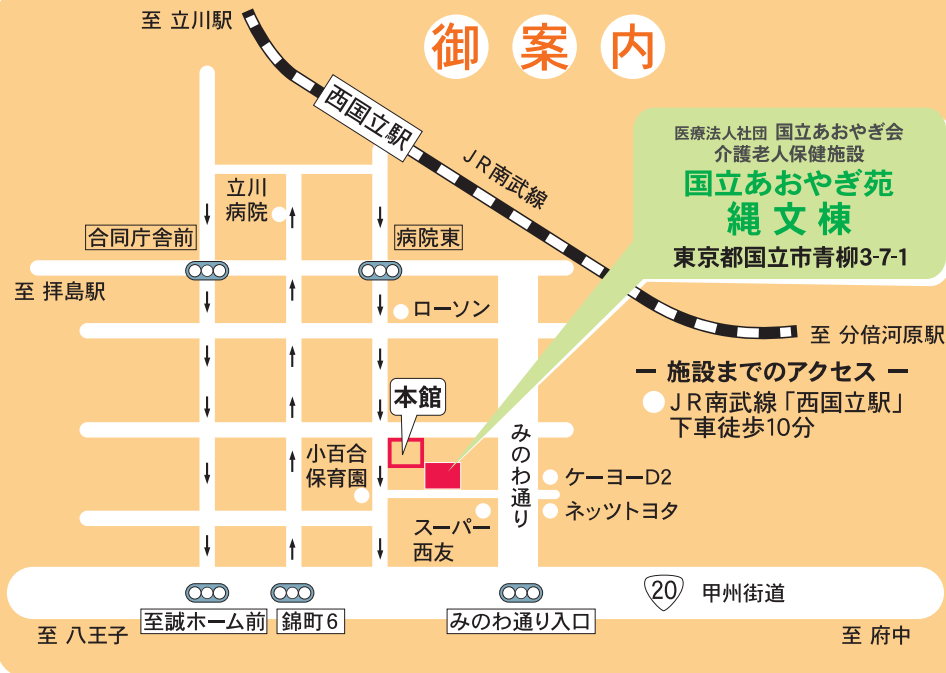 御案内
至 立川駅
西国立駅
JR南武線
医療法人社団 国立あおやぎ会
介護老人保健施設
国立あおやぎ苑
縄文棟
東京都国立市青柳3-7-1
立川
病院
合同庁舎前
病院東
至 拝島駅
ローソン
至 分倍河原駅
ー 施設までのアクセス ー
JR南武線「西国立駅」
下車徒歩10分
本館
みのわ通り
小百合
保育園
ケーヨーD2
ネッツトヨタ
スーパー
西友
20
甲州街道
至誠ホーム前
錦町6
みのわ通り入口
至 八王子
至 府中